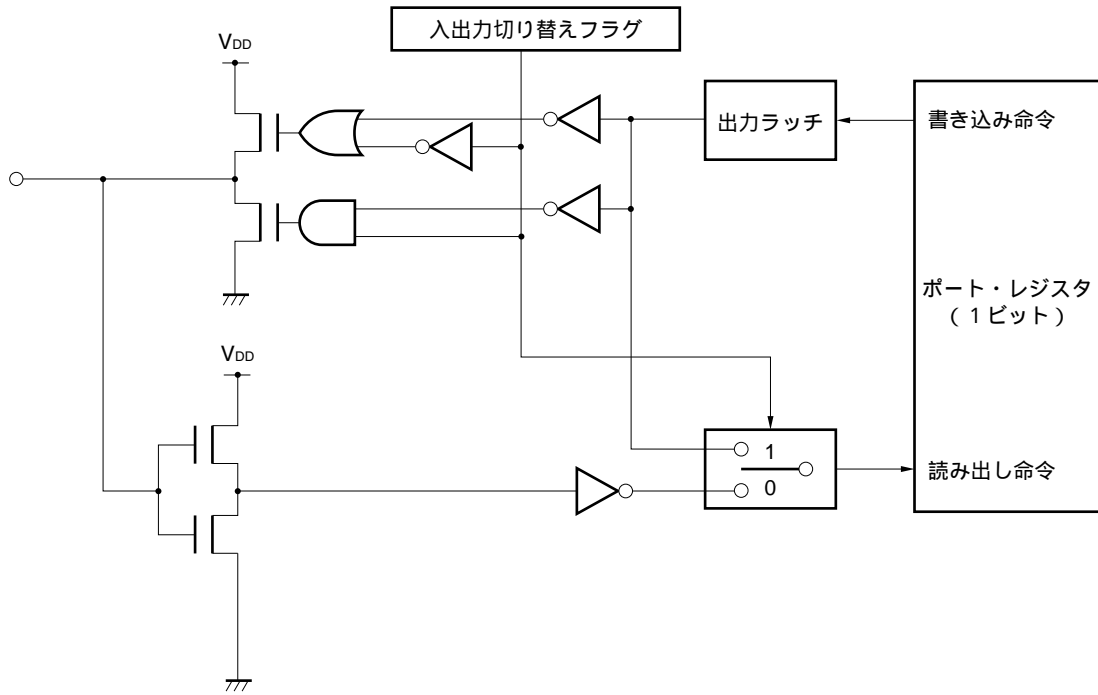 入出力切り替えフラグ
VDD
出力ラッチ
書き込み命令
ポート・レジスタ
(1ビット)
VDD
1
0
読み出し命令